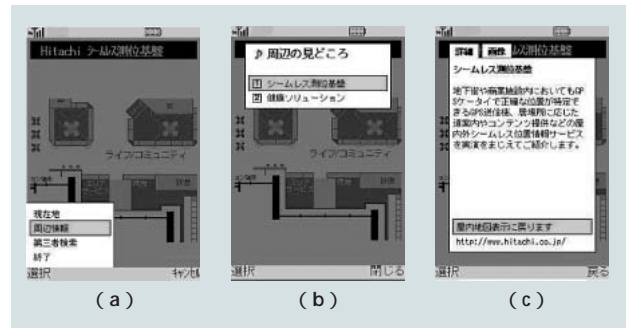 Hitachi シームレス測位基盤
ライフ/コミュニティ
現在地
周辺情報
第三者検索
終了
選択
キャンセル
(a)
周辺の見どころ
1 シームレス測位基盤
2 健康ソリューション
ライフ/コミュニティ
選択
閉じる
(b)
詳細 画像 ムレス測位基盤
シームレス測位基盤
地下街や商業施設内においてもGP
Sケータイで正確な位置が特定で
きるGPS送信機、居場所に応じた
道案内やコンテンツ提供などの屋
内外シームレス位置情報サービス
を実演をまじえてご紹介します。
屋内地図表示に戻ります
http://www.hitachi.co.jp/
選択
戻る
(c)